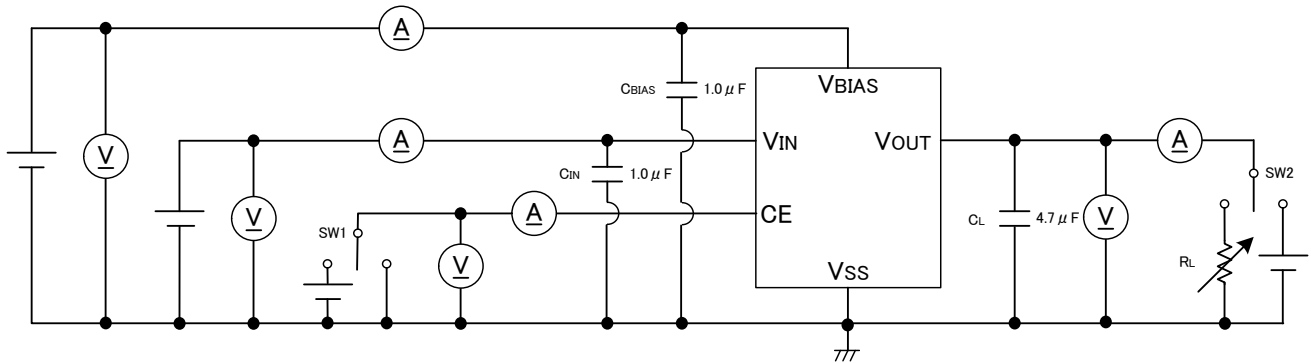 A
CBIAS 1.0μF
VBIAS
V
A
VIN
VOUT
A
V
CIN 1.0μF
A
CE
SW2
SW1
V
CL 4.7μF
V
RL
VSS